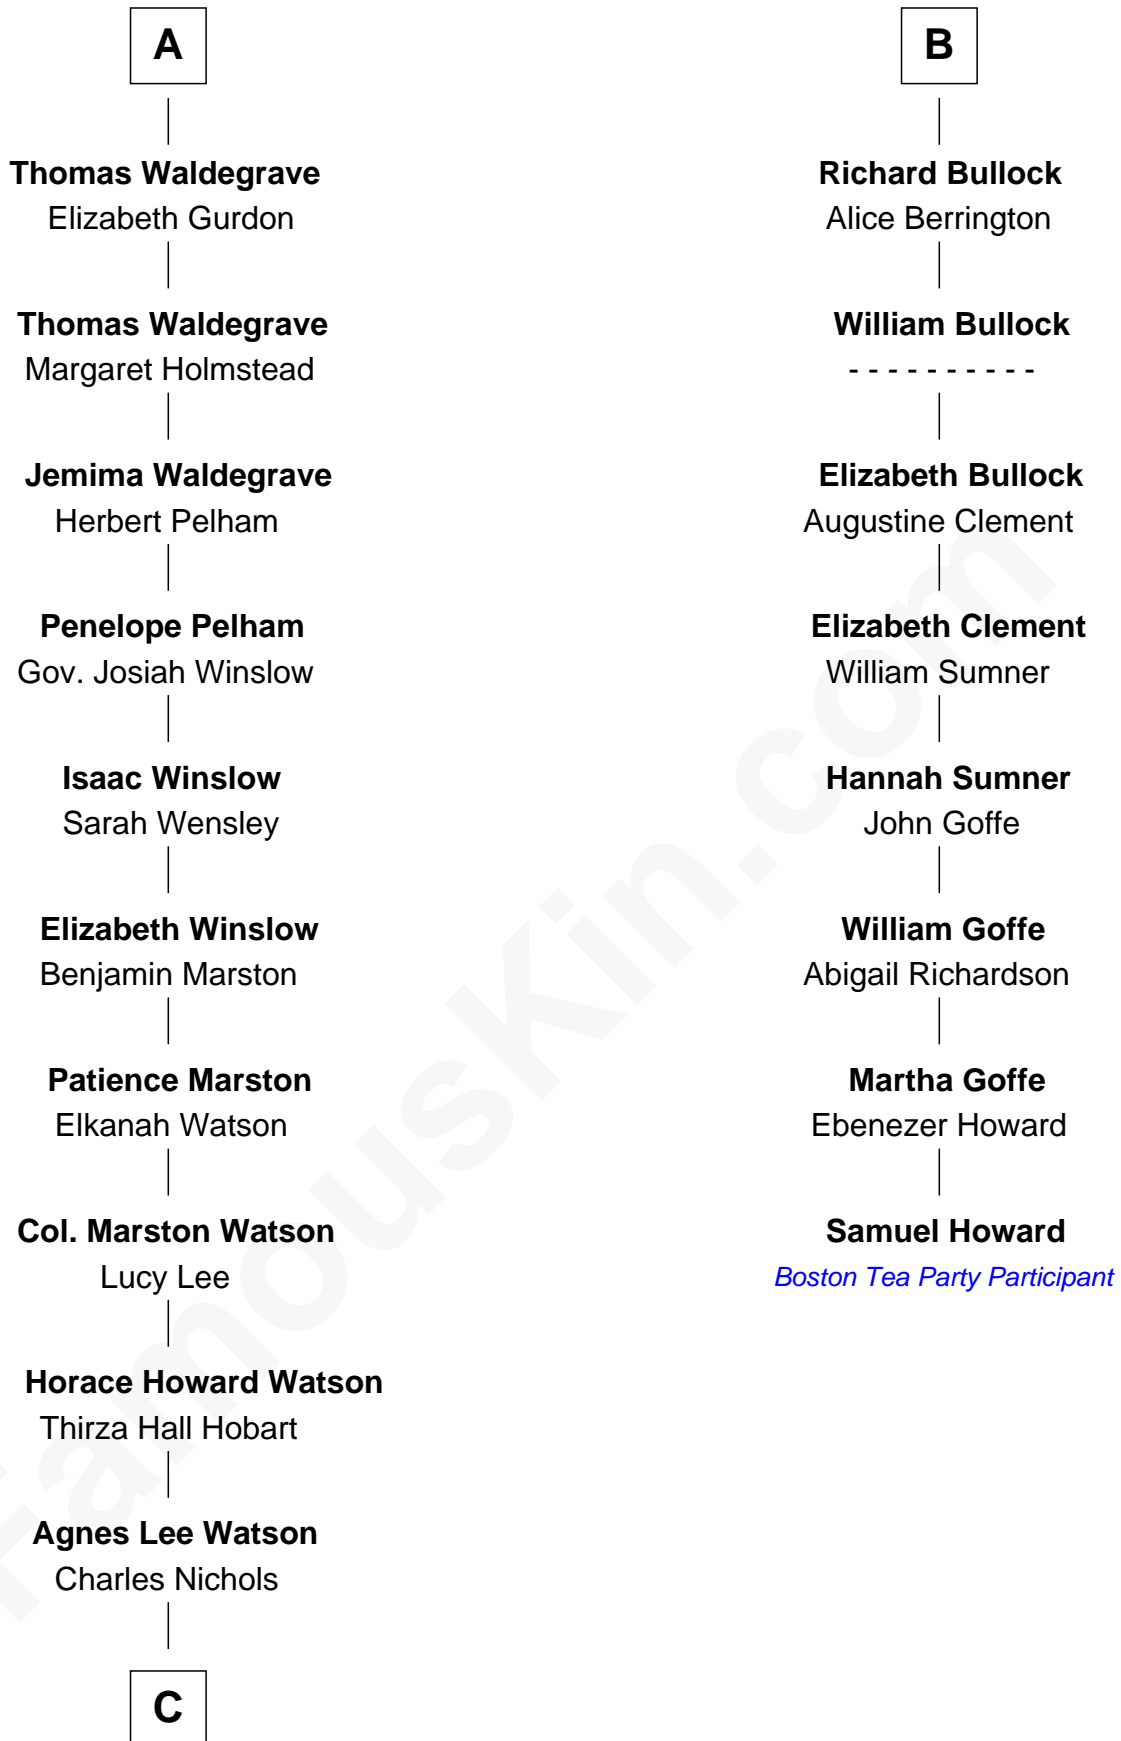 A
Thomas Waldegrave
Elizabeth Gurdon
Thomas Waldegrave
Margaret Holmstead
Jemima Waldegrave
Herbert Pelham
Penelope Pelham
Gov. Josiah Winslow
Isaac Winslow
Sarah Wensley
Elizabeth Winslow
Benjamin Marston
Patience Marston
Elkanah Watson
Col. Marston Watson
Lucy Lee
Horace Howard Watson
Thirza Hall Hobart
Agnes Lee Watson
Charles Nichols
C
B
Richard Bullock
Alice Berrington
William Bullock
- - - - - - - - - -
Elizabeth Bullock
Augustine Clement
Elizabeth Clement
William Sumner
Hannah Sumner
John Goffe
William Goffe
Abigail Richardson
Martha Goffe
Ebenezer Howard
Samuel Howard
Boston Tea Party Participant
FamousKin.com